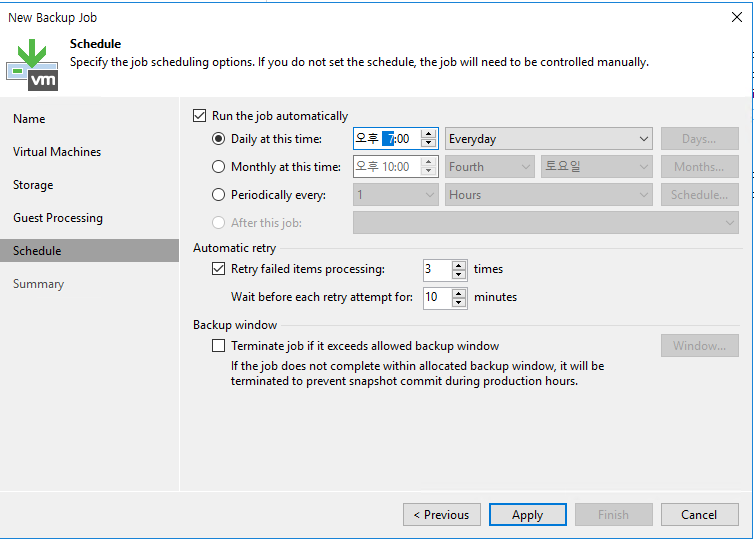 New Backup Job
Schedule
Specify the job scheduling options. If you do not set the schedule, the job will need to be controlled manually.
vm
Name
Virtual Machines
Storage
Guest Processing
Schedule
Summary
Run the job automatically
Daily at this time: 오후 7:00 Everyday Days...
Monthly at this time: 오후 10:00 Fourth 토요일 Months...
Periodically every: 1 Hours Schedule...
After this job:
Automatic retry
Retry failed items processing: 3 times
Wait before each retry attempt for: 10 minutes
Backup window
Terminate job if it exceeds allowed backup window Window...
If the job does not complete within allocated backup window, it will be
terminated to prevent snapshot commit during production hours.
< Previous Apply Finish Cancel